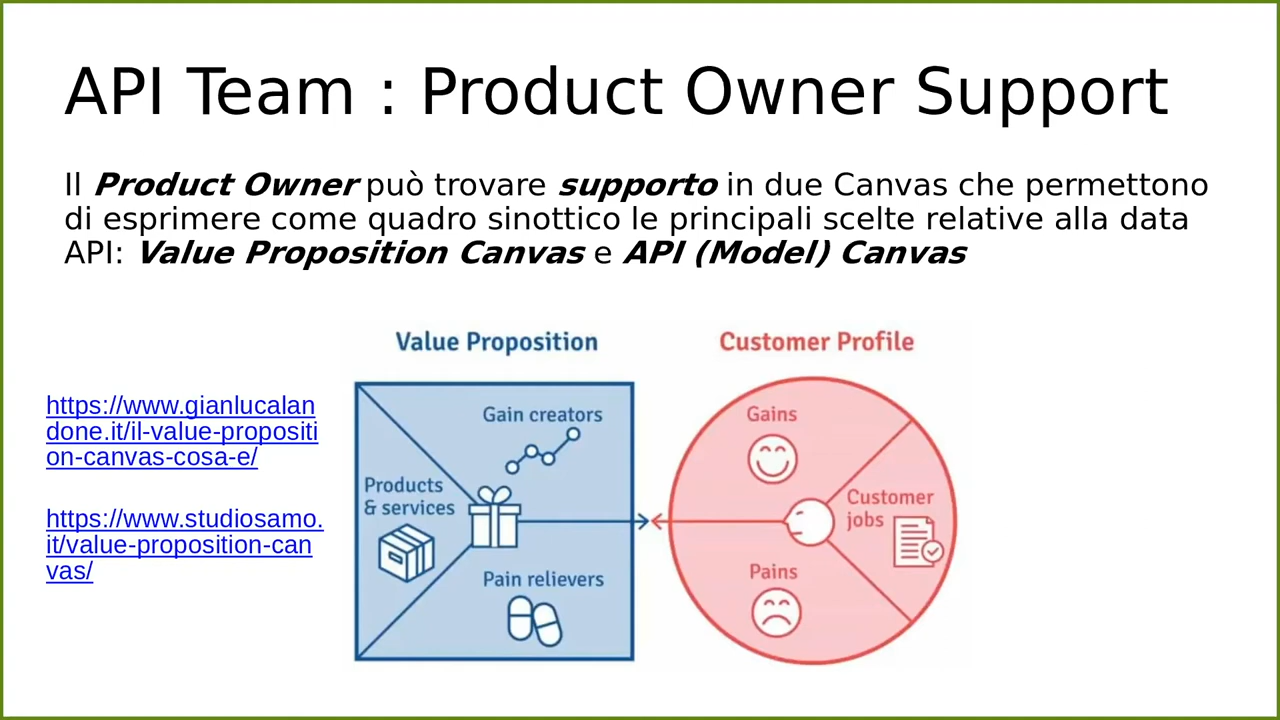 API Team : Product Owner Support
Il Product Owner può trovare supporto in due Canvas che permettono
di esprimere come quadro sinottico le principali scelte relative alla data
API: Value Proposition Canvas e API (Model) Canvas
https://www.gianlucalan
done.it/il-value-propositi
on-canvas-cosa-e/
https://www.studiosamo.
it/value-proposition-can
vas/
Value Proposition
Gain creators
Products
& services
Pain relievers
Customer Profile
Gains
Customer
jobs
Pains